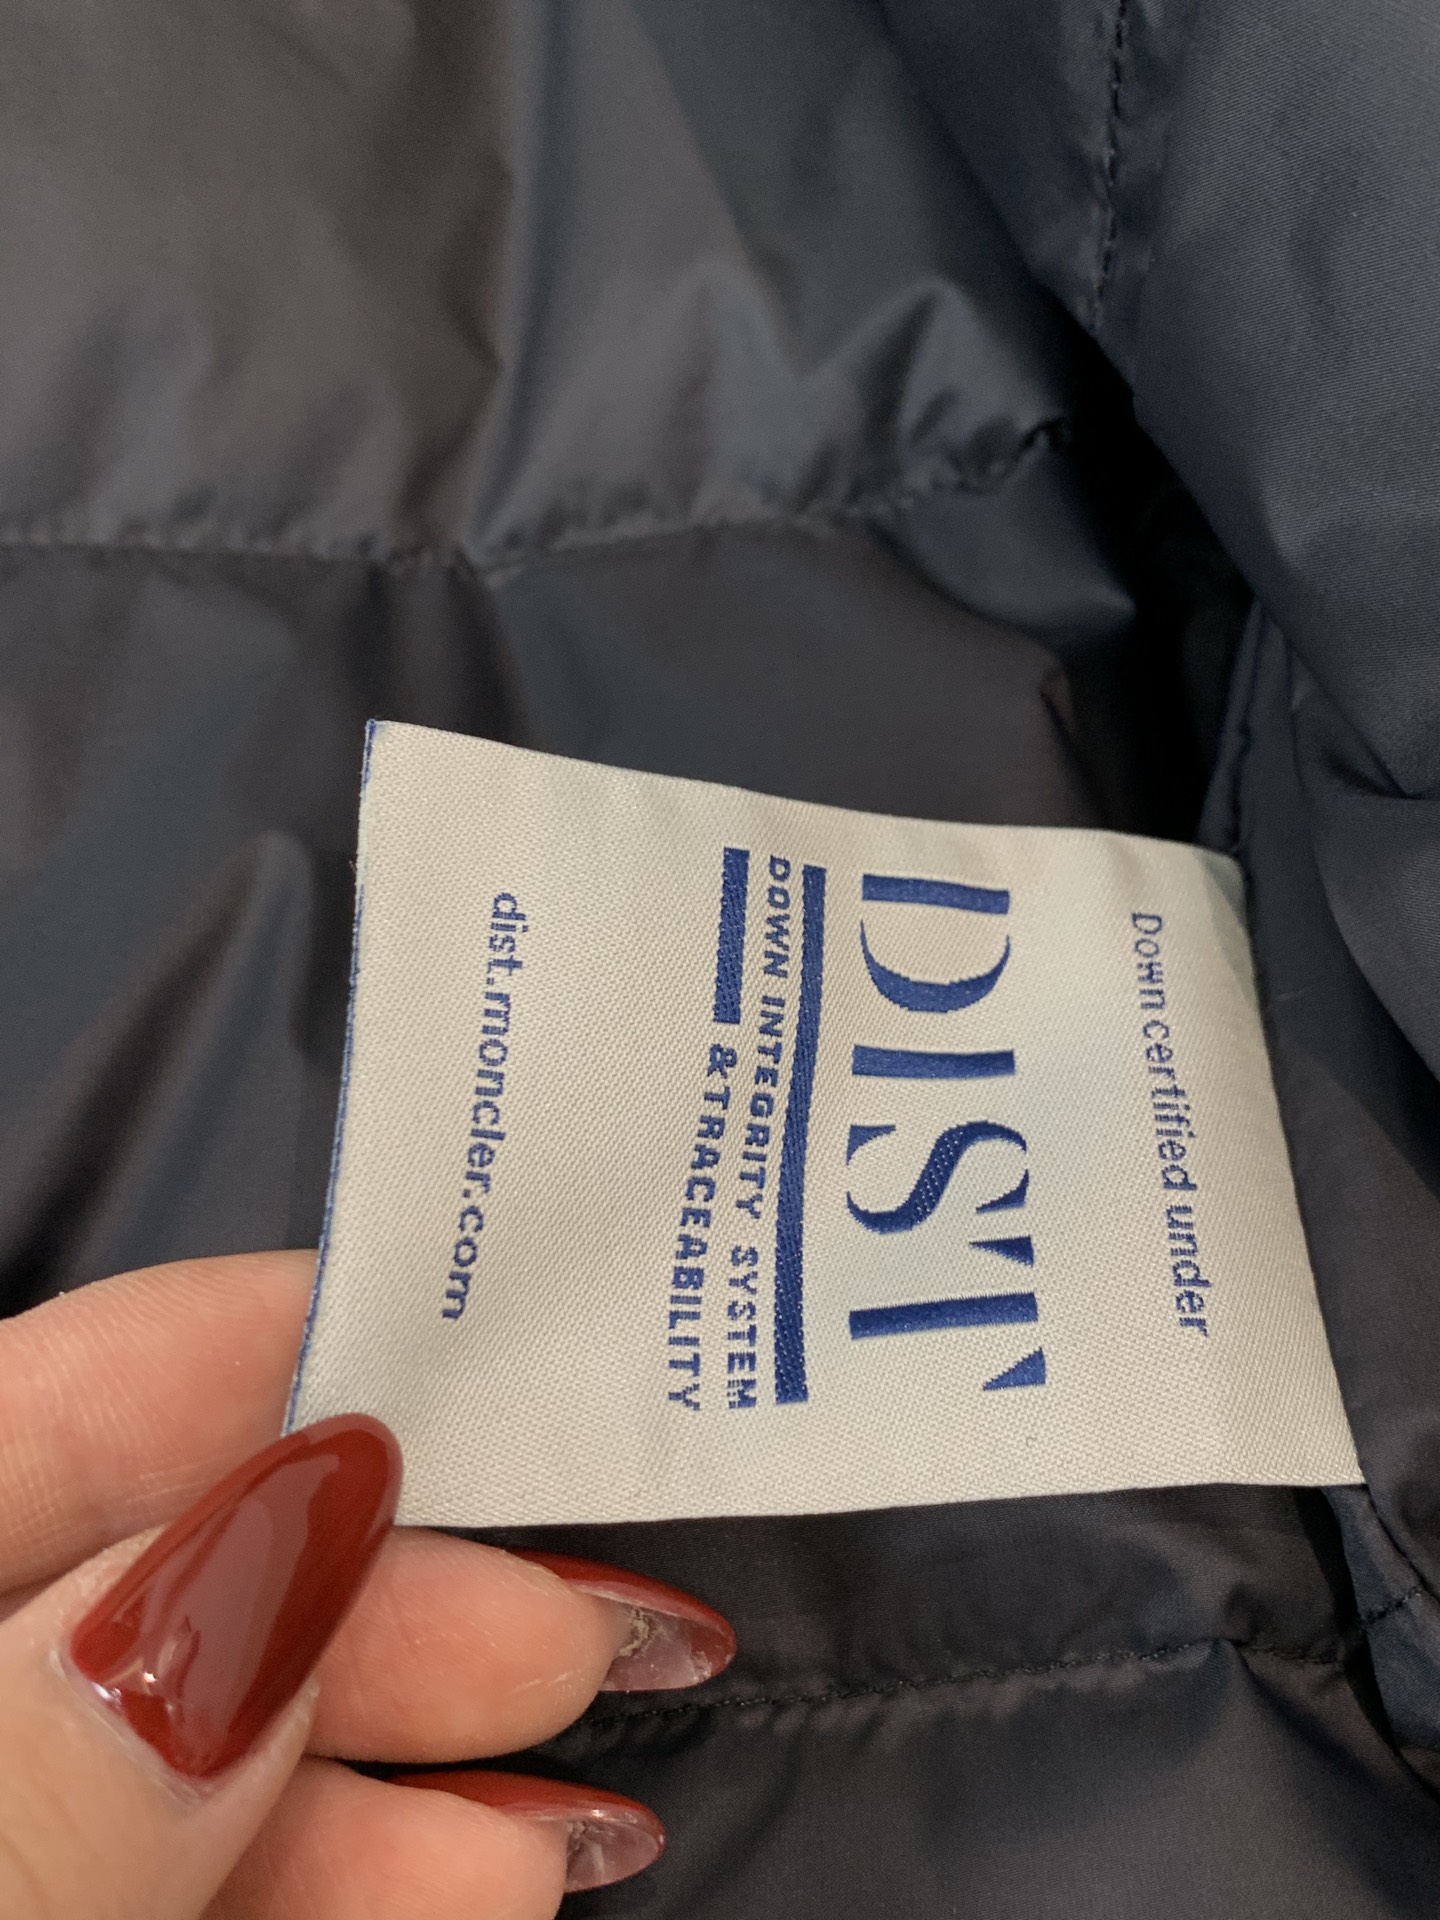 Down certified under
DIST
DOWN INTEGRITY SYSTEM
& TRACEABILITY
dist.moncler.com